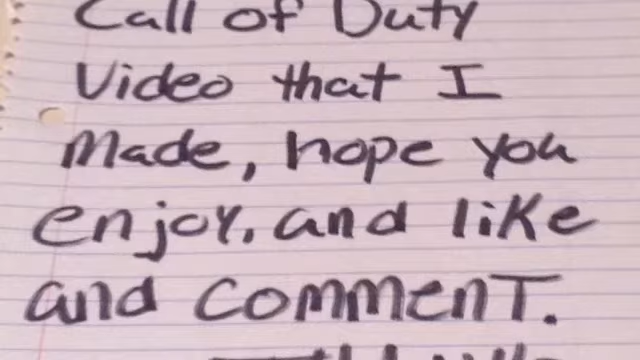 Call of Duty
Video that I
Made, hope you
enjoy, and like
and comment.